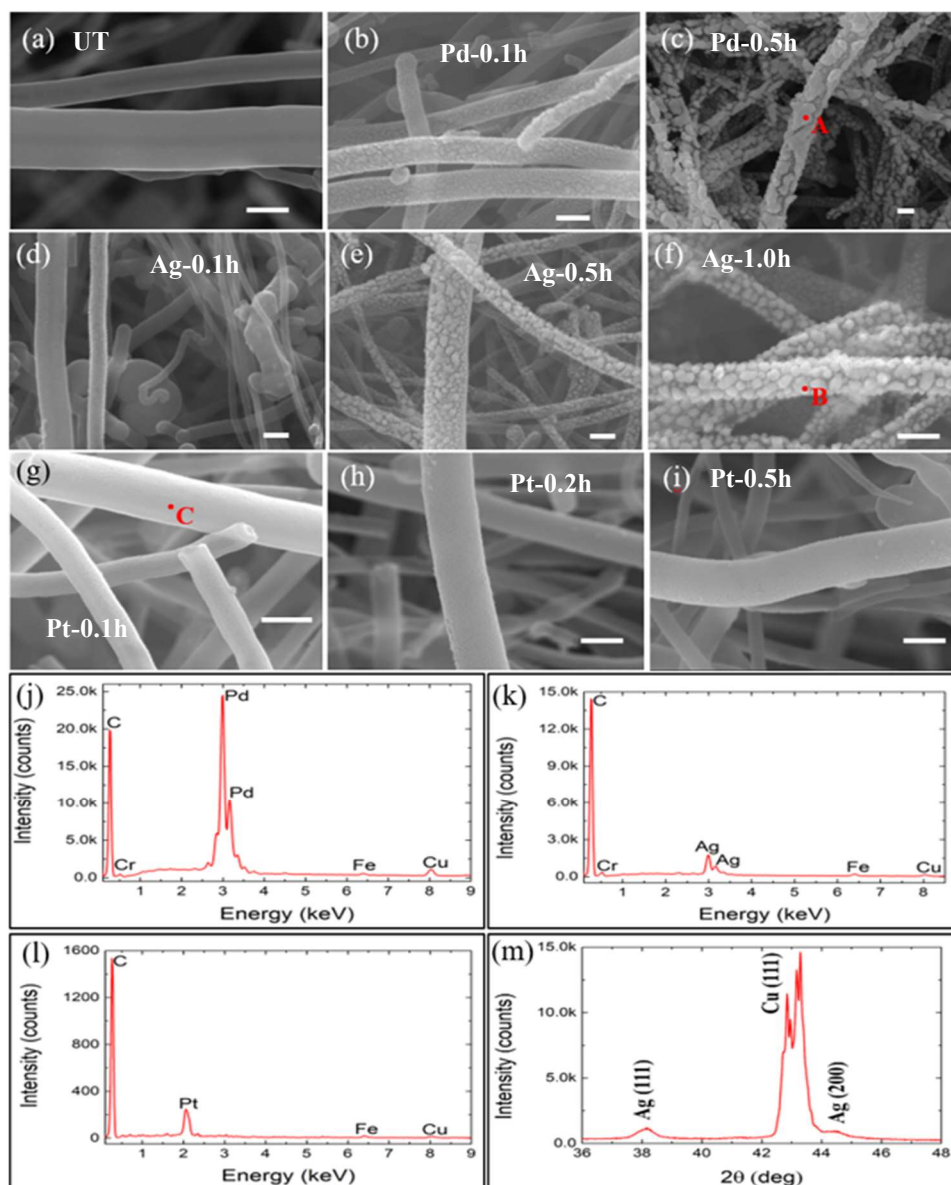 (a) UT
(b) Pd-0.1h
(c) Pd-0.5h
A
(d) Ag-0.1h
(e) Ag-0.5h
(f) Ag-1.0h
B
(g)
C
Pt-0.1h
(h) Pt-0.2h
(i) Pt-0.5h
(j)
Intensity (counts)
25.0k
20.0k
15.0k
10.0k
5.0k
0.0
C
Cr
Pd
Pd
Fe
Cu
1 2 3 4 5 6 7 8 9
Energy (keV)
(k)
Intensity (counts)
15.0k
12.0k
9.0k
6.0k
3.0k
0.0
C
Cr
Ag
Ag
Fe
Cu
1 2 3 4 5 6 7 8
Energy (keV)
(l)
Intensity (counts)
1600
1200
800
400
0
C
Pt
Fe
Cu
1 2 3 4 5 6 7 8 9
Energy (keV)
(m)
Intensity (counts)
15.0k
10.0k
5.0k
0.0
Ag (111)
Cu (111)
Ag (200)
36 38 40 42 44 46 48
2θ (deg)